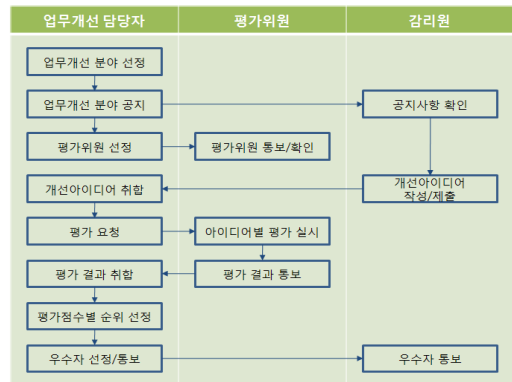 업무개선 담당자 평가위원 감리원
업무개선 분야 선정
업무개선 분야 공지 공지사항 확인
평가위원 선정 평가위원 통보/확인
개선아이디어 취합 개선아이디어
작성/제출
평가 요청 아이디어별 평가 실시
평가 결과 취합 평가 결과 통보
평가점수별 순위 선정
우수자 선정/통보 우수자 통보